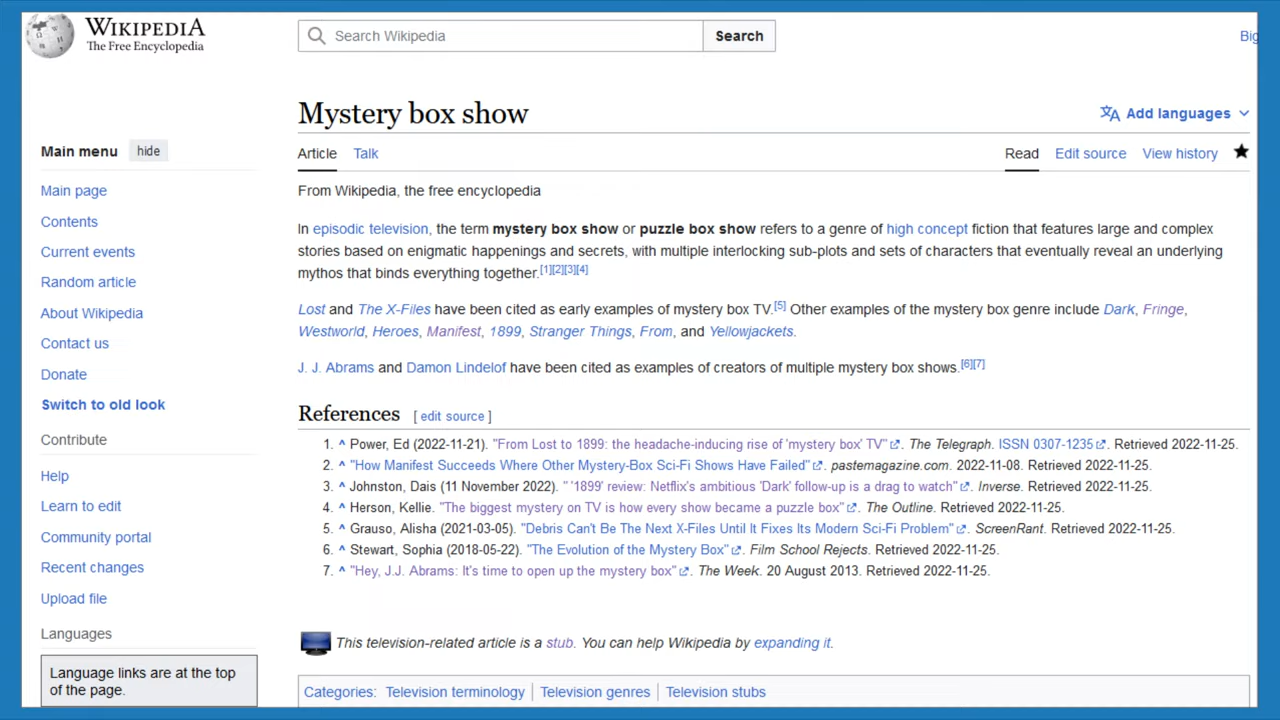 WIKIPEDIA
The Free Encyclopedia
Search Wikipedia
Search
Mystery box show
Add languages
Main menu hide
Article Talk
Read Edit source View history
From Wikipedia, the free encyclopedia
Main page
Contents
Current events
Random article
About Wikipedia
Contact us
Donate
Switch to old look
Contribute
Help
Learn to edit
Community portal
Recent changes
Upload file
Languages
Language links are at the top
of the page.
In episodic television, the term mystery box show or puzzle box show refers to a genre of high concept fiction that features large and complex
stories based on enigmatic happenings and secrets, with multiple interlocking sub-plots and sets of characters that eventually reveal an underlying
mythos that binds everything together.[1][2][3][4]
Lost and The X-Files have been cited as early examples of mystery box TV.[5] Other examples of the mystery box genre include Dark, Fringe,
Westworld, Heroes, Manifest, 1899, Stranger Things, From, and Yellowjackets.
J. J. Abrams and Damon Lindelof have been cited as examples of creators of multiple mystery box shows.[6][7]
References [ edit source ]
1. ^ Power, Ed (2022-11-21). "From Lost to 1899: the headache-inducing rise of 'mystery box' TV". The Telegraph. ISSN 0307-1235. Retrieved 2022-11-25.
2. ^ "How Manifest Succeeds Where Other Mystery-Box Sci-Fi Shows Have Failed". pastemagazine.com. 2022-11-08. Retrieved 2022-11-25.
3. ^ Johnston, Dais (11 November 2022). " '1899' review: Netflix's ambitious 'Dark' follow-up is a drag to watch". Inverse. Retrieved 2022-11-25.
4. ^ Herson, Kellie. "The biggest mystery on TV is how every show became a puzzle box". The Outline. Retrieved 2022-11-25.
5. ^ Grauso, Alisha (2021-03-05). "Debris Can't Be The Next X-Files Until It Fixes Its Modern Sci-Fi Problem". ScreenRant. Retrieved 2022-11-25.
6. ^ Stewart, Sophia (2018-05-22). "The Evolution of the Mystery Box". Film School Rejects. Retrieved 2022-11-25.
7. ^ "Hey, J.J. Abrams: It's time to open up the mystery box". The Week. 20 August 2013. Retrieved 2022-11-25.
This television-related article is a stub. You can help Wikipedia by expanding it.
Categories: Television terminology | Television genres | Television stubs